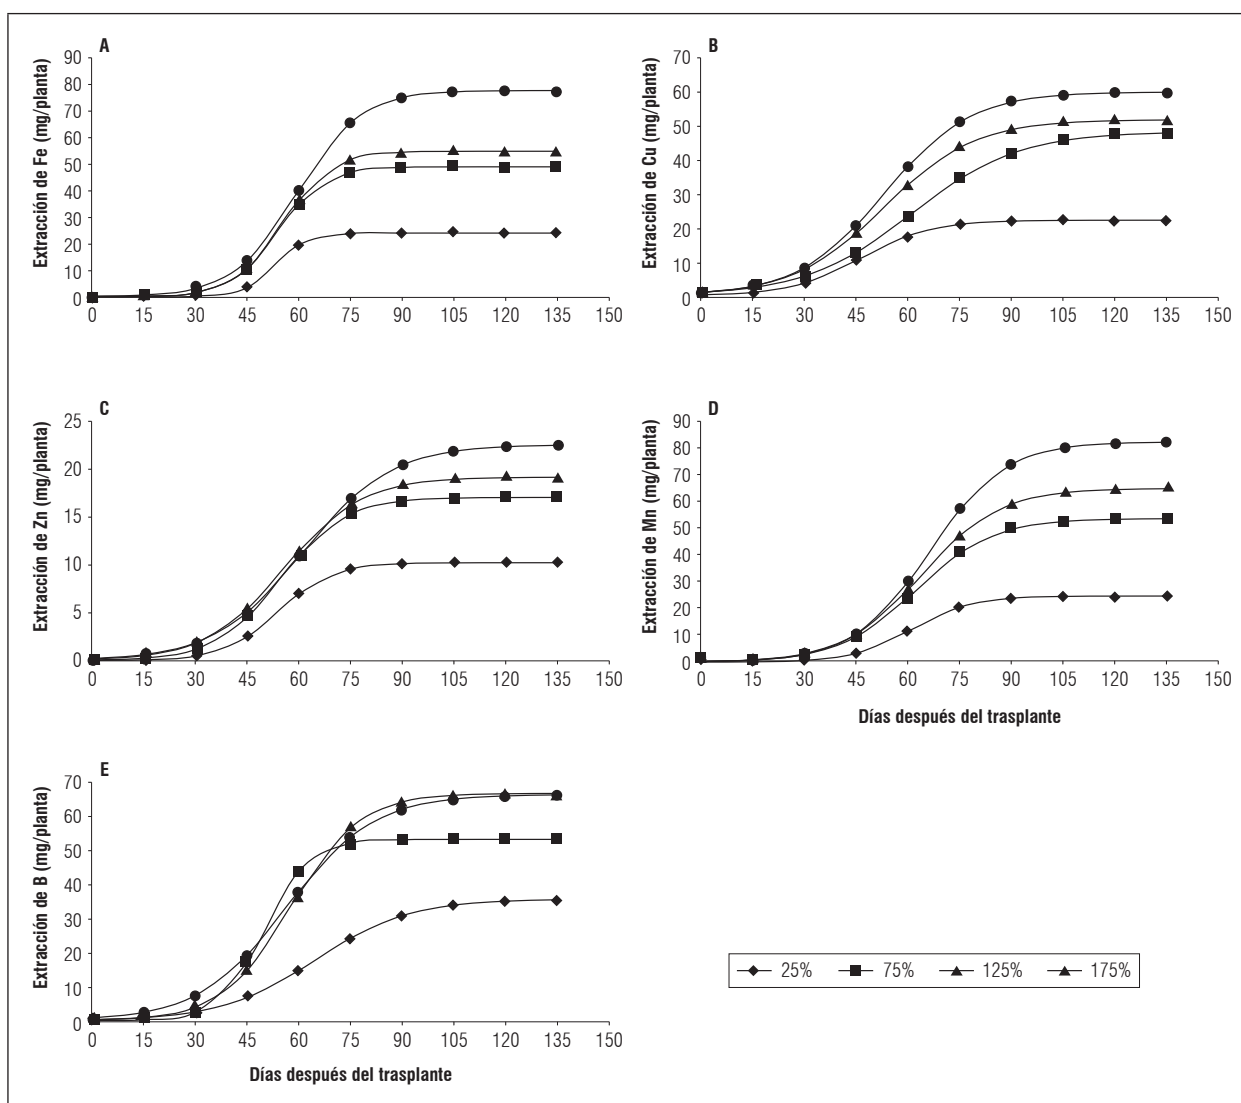 A
Extracción de Fe (mg/planta)
90
80
70
60
50
40
30
20
10
0
0 15 30 45 60 75 90 105 120 135 150
B
Extracción de Cu (mg/planta)
70
60
50
40
30
20
10
0
0 15 30 45 60 75 90 105 120 135 150
C
Extracción de Zn (mg/planta)
25
20
15
10
5
0
0 15 30 45 60 75 90 105 120 135 150
D
Extracción de Mn (mg/planta)
90
80
70
60
50
40
30
20
10
0
0 15 30 45 60 75 90 105 120 135 150
Días después del trasplante
E
Extracción de B (mg/planta)
70
60
50
40
30
20
10
0
0 15 30 45 60 75 90 105 120 135 150
Días después del trasplante
25% 75% 125% 175%